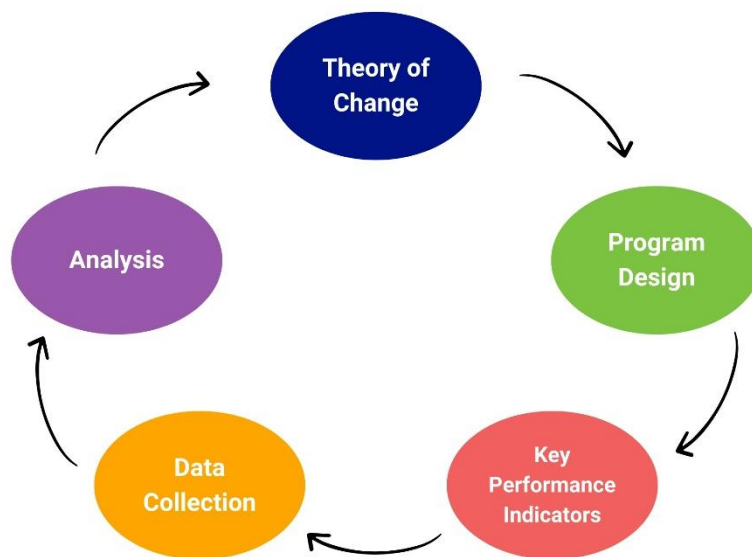 Theory of
Change
Program
Design
Key
Performance
Indicators
Data
Collection
Analysis